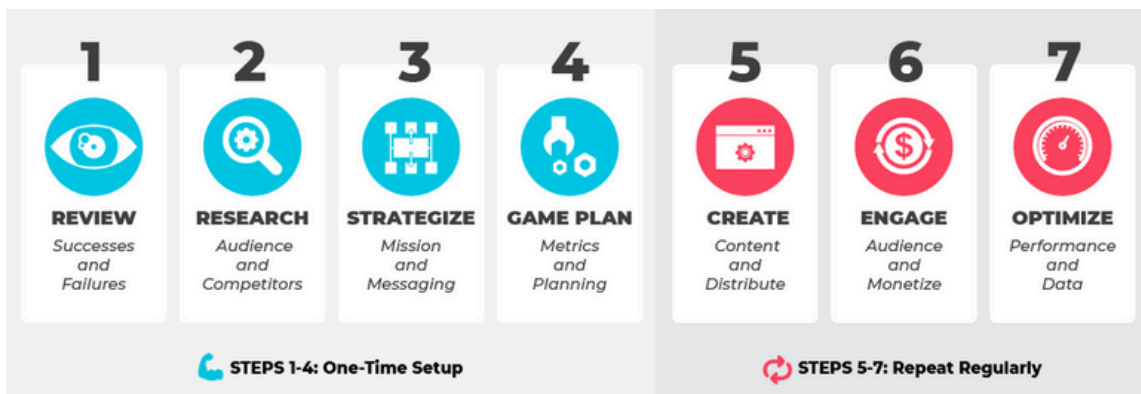 1
REVIEW
Successes
and
Failures
2
RESEARCH
Audience
and
Competitors
3
STRATEGIZE
Mission
and
Messaging
4
GAME PLAN
Metrics
and
Planning
5
CREATE
Content
and
Distribute
6
$
ENGAGE
Audience
and
Monetize
7
OPTIMIZE
Performance
and
Data
STEPS 1-4: One-Time Setup
STEPS 5-7: Repeat Regularly